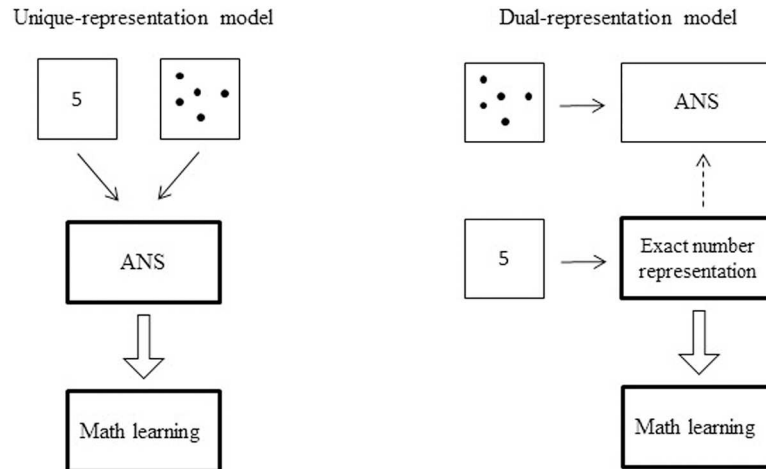 Unique-representation model
5
ANS
Math learning
Dual-representation model
ANS
5
Exact number
representation
Math learning